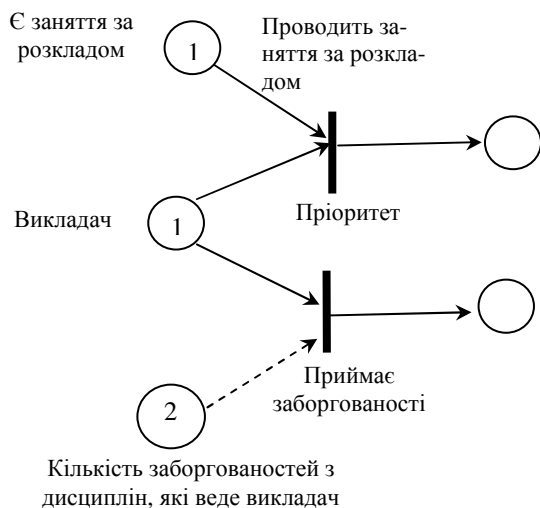 Є заняття за
розкладом
1
Проводить за-
няття за розкла-
дом
Викладач
1
Пріоритет
2
Приймає
заборгованості
Кількість заборгованостей з
дисциплін, які веде викладач